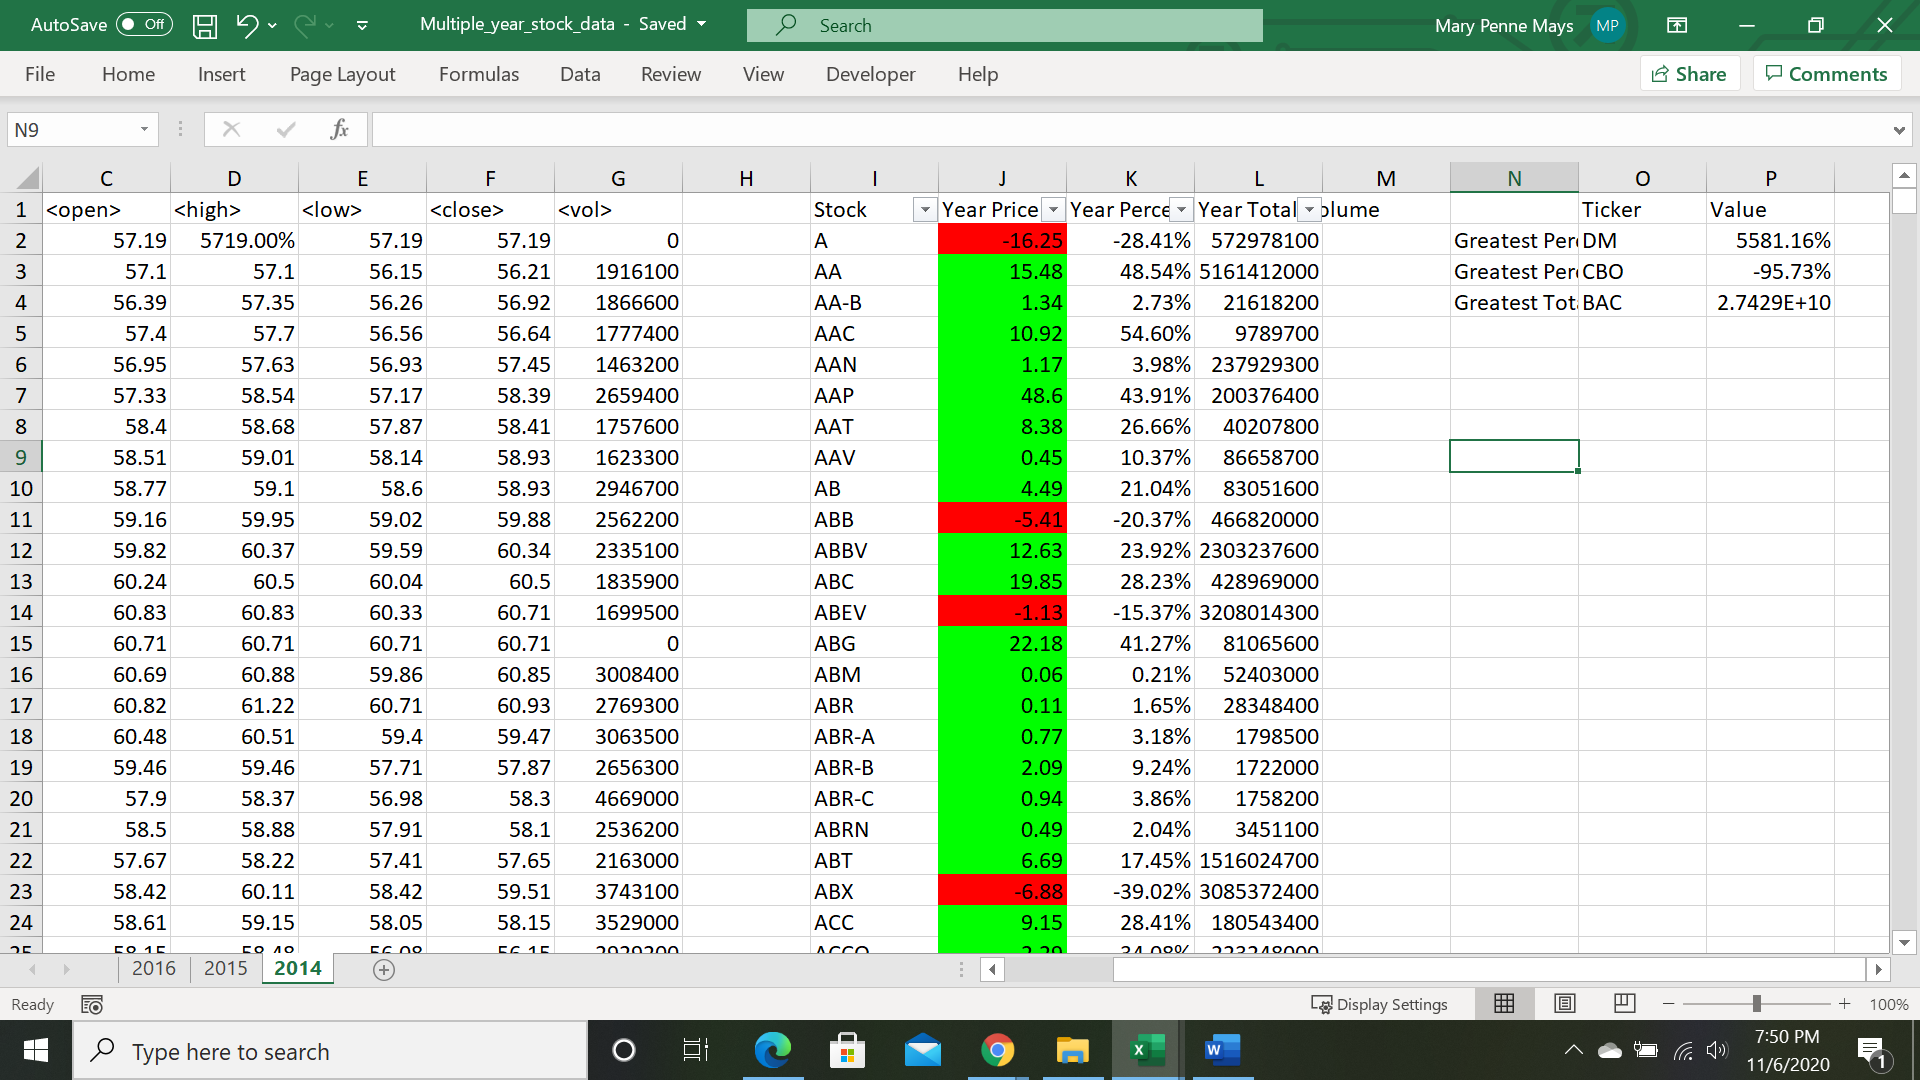 AutoSave Off Multiple_year_stock_data - Saved Search Mary Penne Mays MP
File Home Insert Page Layout Formulas Data Review View Developer Help Share Comments
N9 fx
C D E F G H I J K L M N O P
1 <open> <high> <low> <close> <vol> Stock Year Price Year Perce Year Total olume Ticker Value
2 57.19 5719.00% 57.19 57.19 0 A -16.25 -28.41% 572978100 Greatest Per DM 5581.16%
3 57.1 57.1 56.15 56.21 1916100 AA 15.48 48.54% 5161412000 Greatest Per CBO -95.73%
4 56.39 57.35 56.26 56.92 1866600 AA-B 1.34 2.73% 21618200 Greatest Tot BAC 2.7429E+10
5 57.4 57.7 56.56 56.64 1777400 AAC 10.92 54.60% 9789700
6 56.95 57.63 56.93 57.45 1463200 AAN 1.17 3.98% 237929300
7 57.33 58.54 57.17 58.39 2659400 AAP 48.6 43.91% 200376400
8 58.4 58.68 57.87 58.41 1757600 AAT 8.38 26.66% 40207800
9 58.51 59.01 58.14 58.93 1623300 AAV 0.45 10.37% 86658700
10 58.77 59.1 58.6 58.93 2946700 AB 4.49 21.04% 83051600
11 59.16 59.95 59.02 59.88 2562200 ABB -5.41 -20.37% 466820000
12 59.82 60.37 59.59 60.34 2335100 ABBV 12.63 23.92% 2303237600
13 60.24 60.5 60.04 60.5 1835900 ABC 19.85 28.23% 428969000
14 60.83 60.83 60.33 60.71 1699500 ABEV -1.13 -15.37% 3208014300
15 60.71 60.71 60.71 60.71 0 ABG 22.18 41.27% 81065600
16 60.69 60.88 59.86 60.85 3008400 ABM 0.06 0.21% 52403000
17 60.82 61.22 60.71 60.93 2769300 ABR 0.11 1.65% 28348400
18 60.48 60.51 59.4 59.47 3063500 ABR-A 0.77 3.18% 1798500
19 59.46 59.46 57.71 57.87 2656300 ABR-B 2.09 9.24% 1722000
20 57.9 58.37 56.98 58.3 4669000 ABR-C 0.94 3.86% 1758200
21 58.5 58.88 57.91 58.1 2536200 ABRN 0.49 2.04% 3451100
22 57.67 58.22 57.41 57.65 2163000 ABT 6.69 17.45% 1516024700
23 58.42 60.11 58.42 59.51 3743100 ABX -6.88 -39.02% 3085372400
24 58.61 59.15 58.05 58.15 3529000 ACC 9.15 28.41% 180543400
2016 2015 2014
Ready Display Settings 100%
Type here to search 7:50 PM
11/6/2020 1